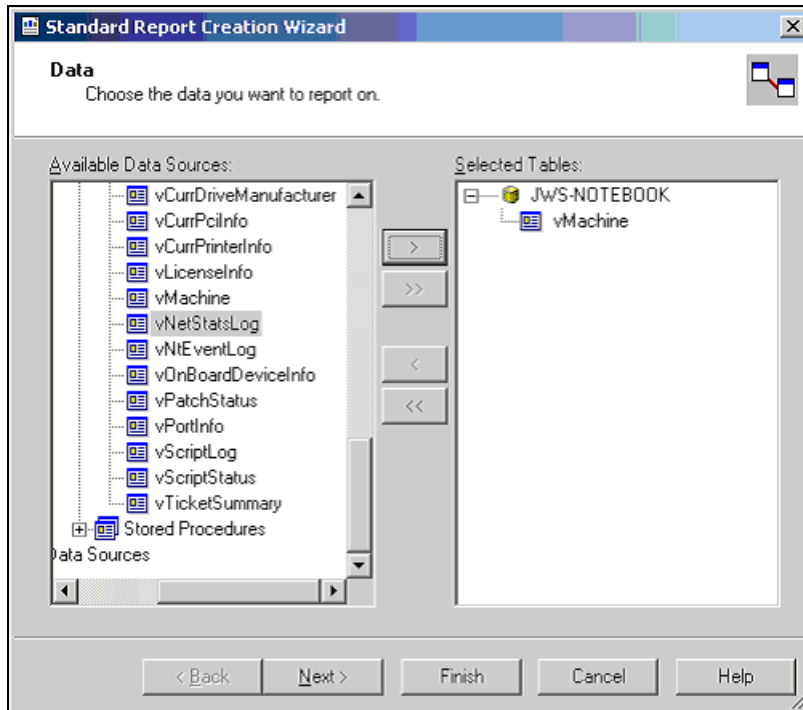 Standard Report Creation Wizard
Data
Choose the data you want to report on.
Available Data Sources:
vCurrDriveManufacturer
vCurrPciInfo
vCurrPrinterInfo
vLicenseInfo
vMachine
vNetStatsLog
vNtEventLog
vOnBoardDeviceInfo
vPatchStatus
vPortInfo
vScriptLog
vScriptStatus
vTicketSummary
Stored Procedures
Data Sources
>
>>
<
<<
Selected Tables:
JWS-NOTEBOOK
vMachine
< Back
Next >
Finish
Cancel
Help